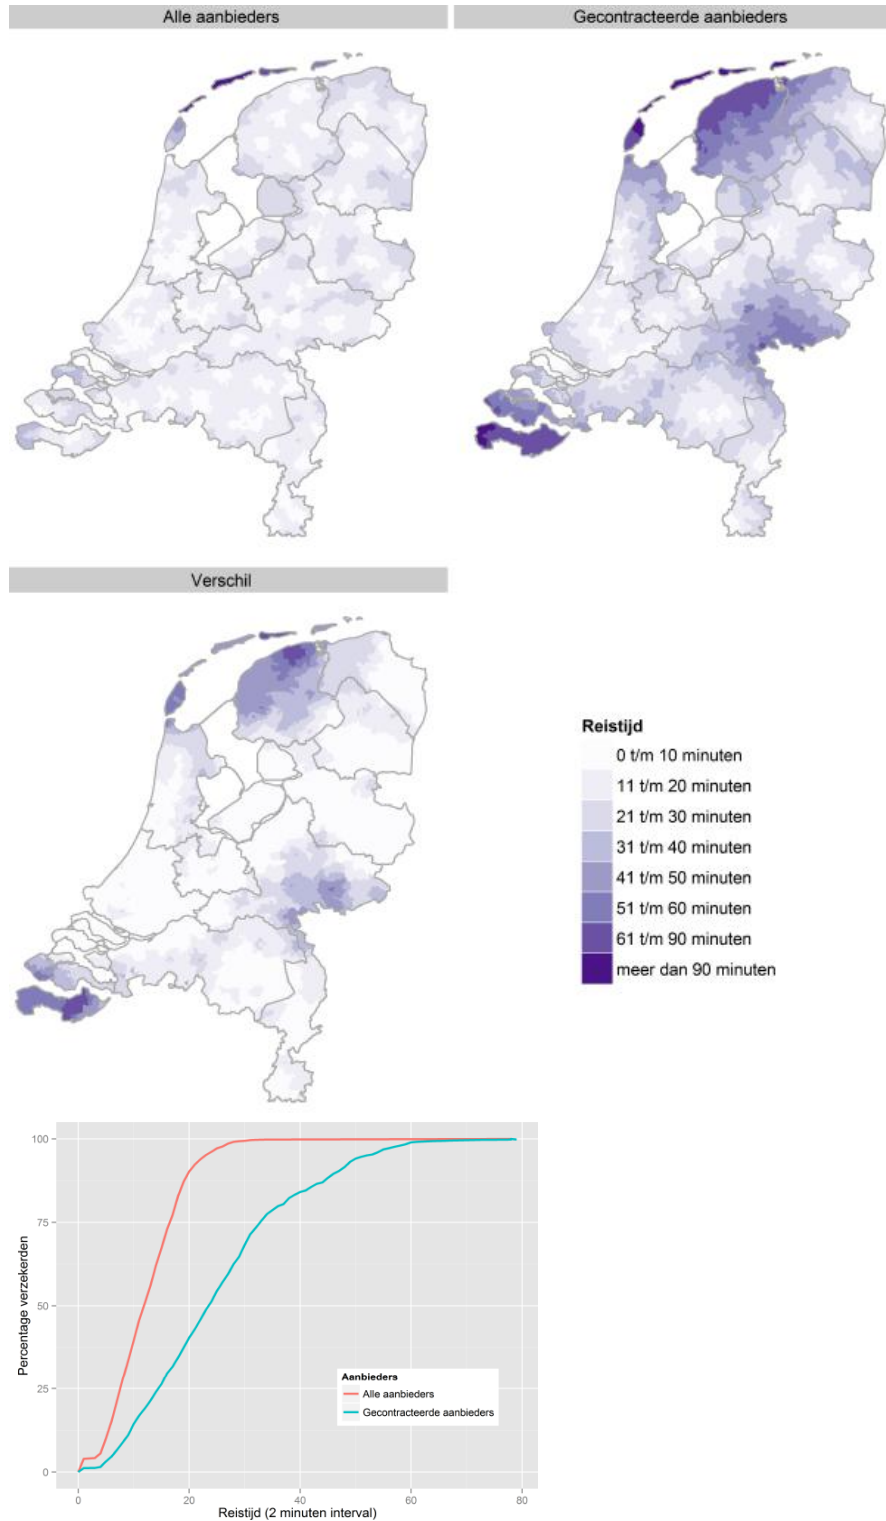 Alle aanbieders
Gecontracteerde aanbieders
Verschil
Reistijd
0 t/m 10 minuten
11 t/m 20 minuten
21 t/m 30 minuten
31 t/m 40 minuten
41 t/m 50 minuten
51 t/m 60 minuten
61 t/m 90 minuten
meer dan 90 minuten
100
75
50
25
0
Percentage verzekerden
Aanbieders
Alle aanbieders
Gecontracteerde aanbieders
0
20
40
60
80
Reistijd (2 minuten interval)